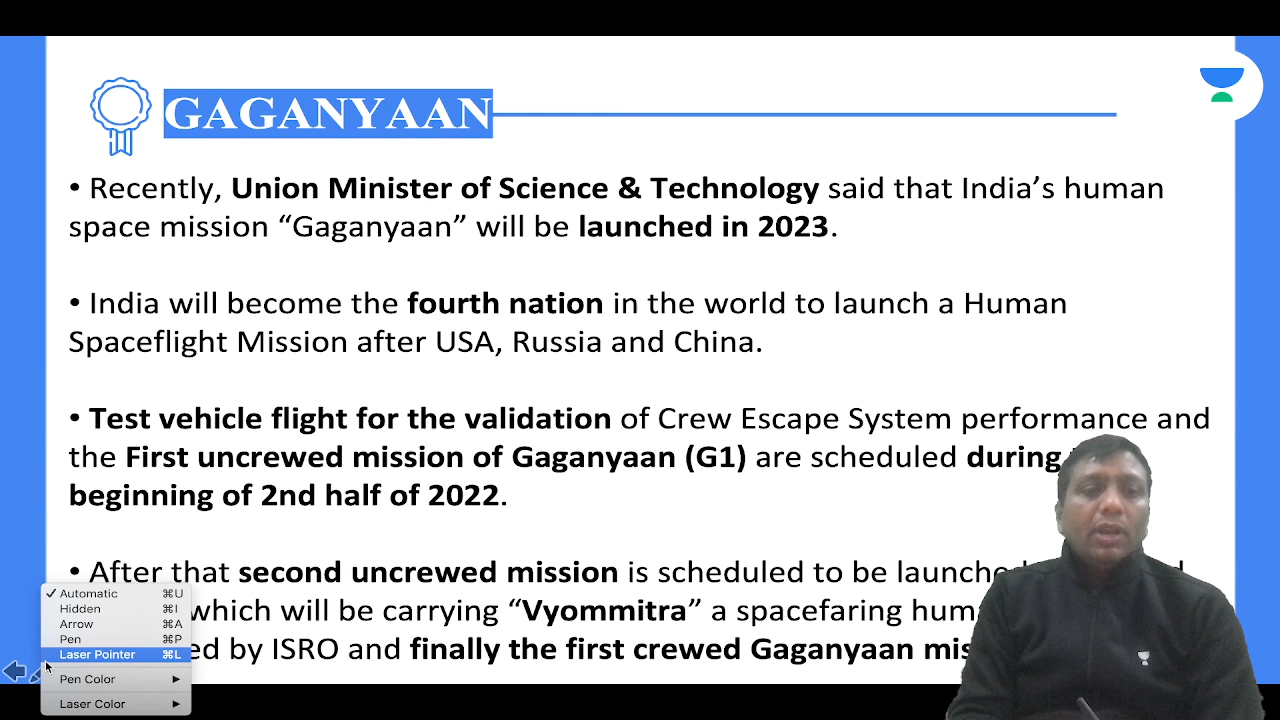 GAGANYAAN
• Recently, Union Minister of Science & Technology said that India’s human
space mission “Gaganyaan” will be launched in 2023.
• India will become the fourth nation in the world to launch a Human
Spaceflight Mission after USA, Russia and China.
• Test vehicle flight for the validation of Crew Escape System performance and
the First uncrewed mission of Gaganyaan (G1) are scheduled during
beginning of 2nd half of 2022.
• After that second uncrewed mission is scheduled to be launched
which will be carrying “Vyommitra” a spacefaring
by ISRO and finally the first crewed Gaganyaan
✓ Automatic ⌘U
Hidden ⌘I
Arrow ⌘A
Pen ⌘P
Laser Pointer ⌘L
Pen Color ▶
Laser Color ▶